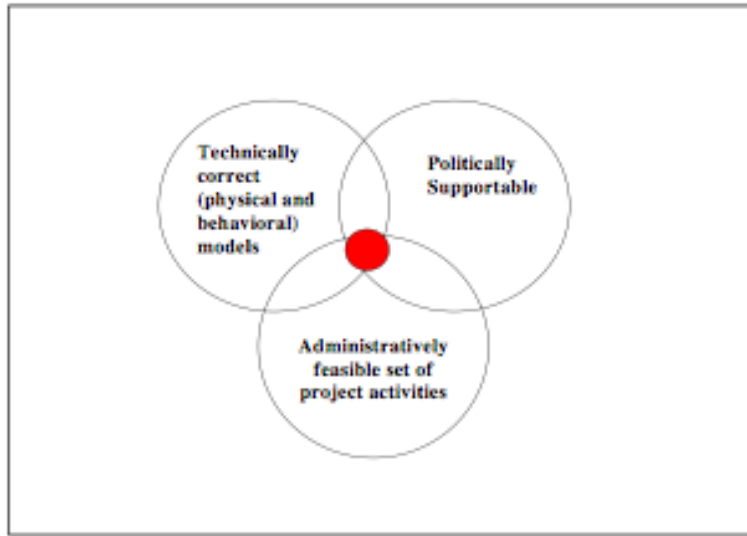 Technically
correct
(physical and
behavioral)
models
Politically
Supportable
Administratively
feasible set of
project activities